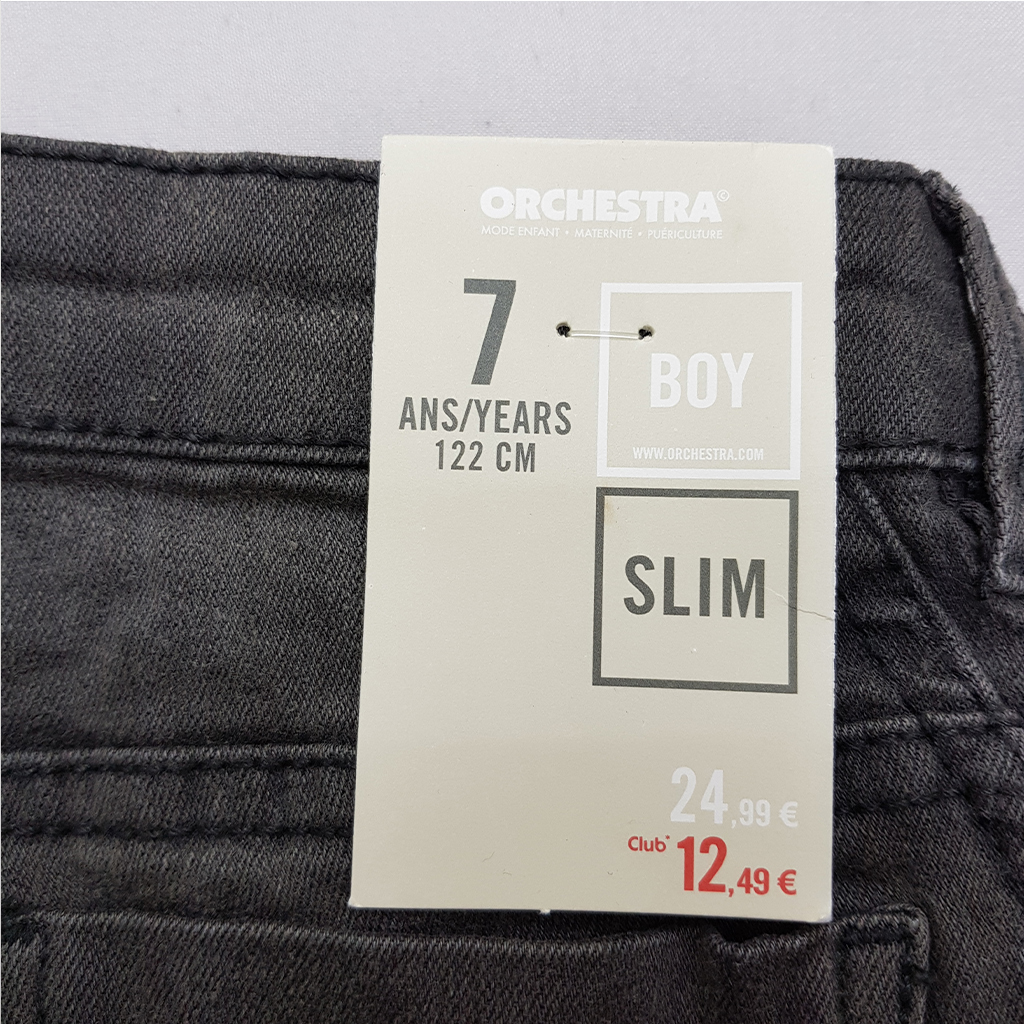 ORCHESTRA©
MODE ENFANT • MATERNITÉ • PUÉRICULTURE
7
ANS/YEARS
122 CM
BOY
WWW.ORCHESTRA.COM
SLIM
24,99 €
Club* 12,49 €